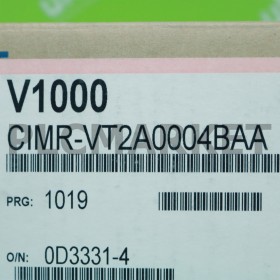 V1000
CIMR-VT2A0004BAA
PRG: 1019
O/N: 0D3331-4